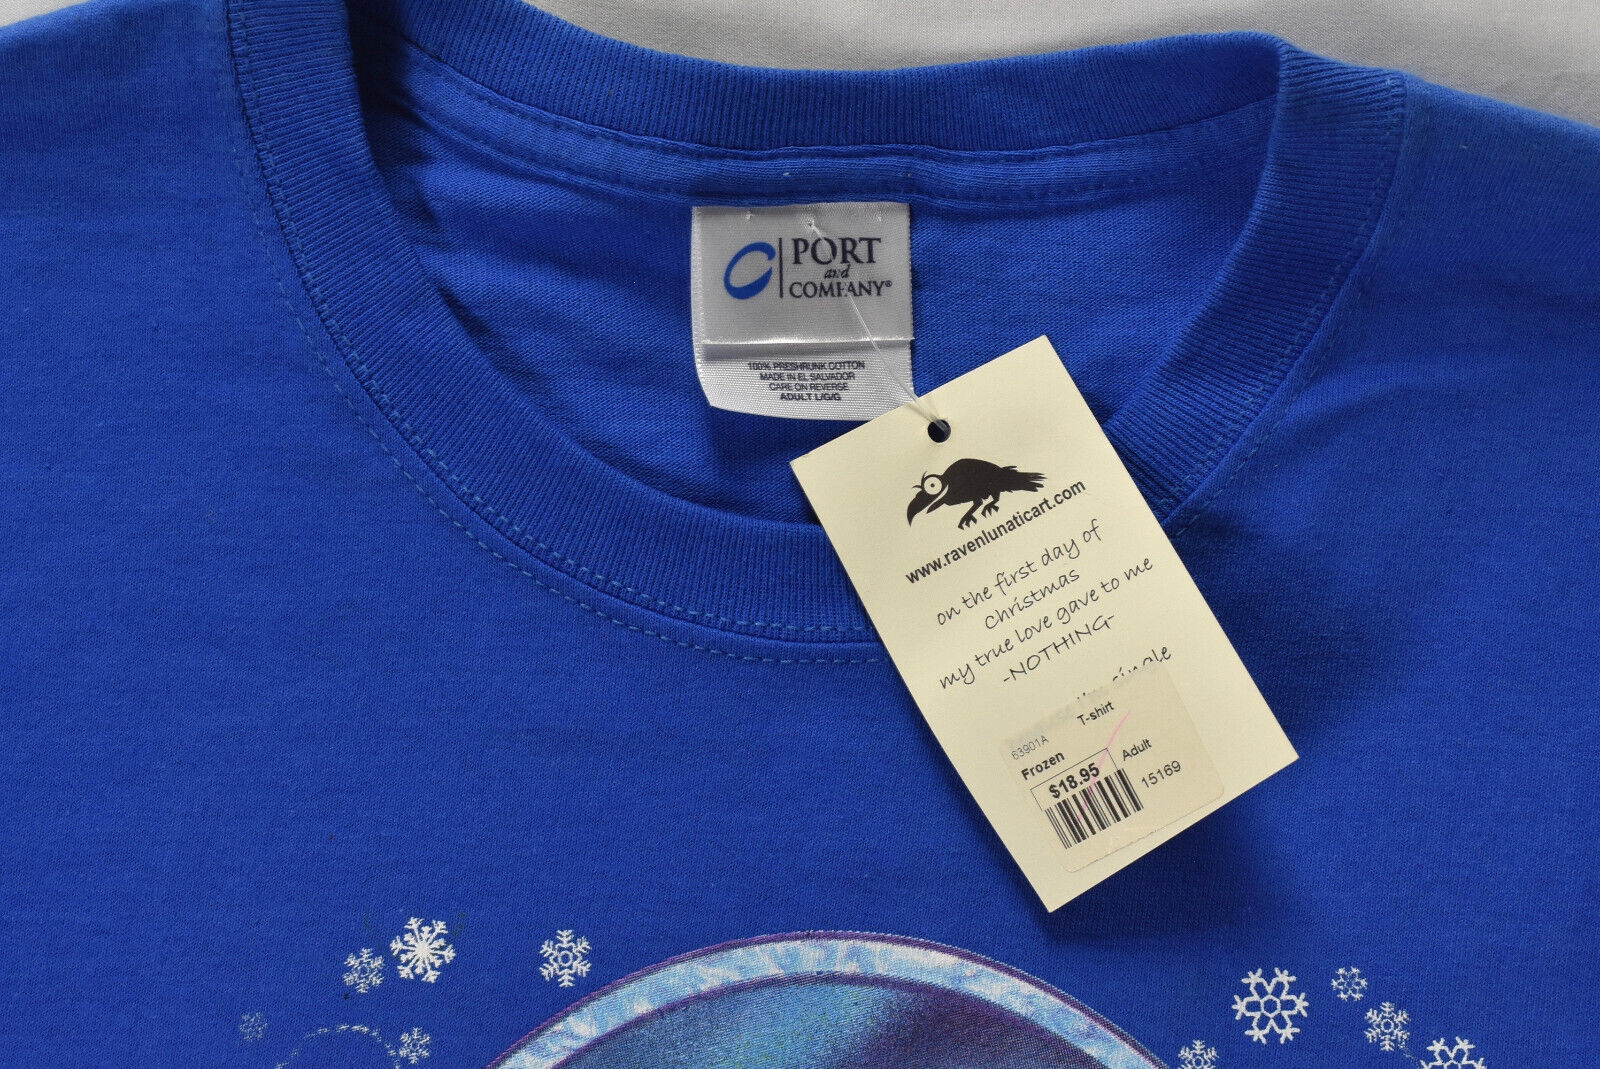 PORT
and
COMPANY®
100% PRESHRUNK COTTON
MADE IN EL SALVADOR
CARE ON REVERSE
ADULT L/G/G
www.ravenlunaticart.com
on the first day of
Christmas
my true love gave to me
-NOTHING-
single
T-shirt
63901A
Frozen
Adult
$18.95
15169